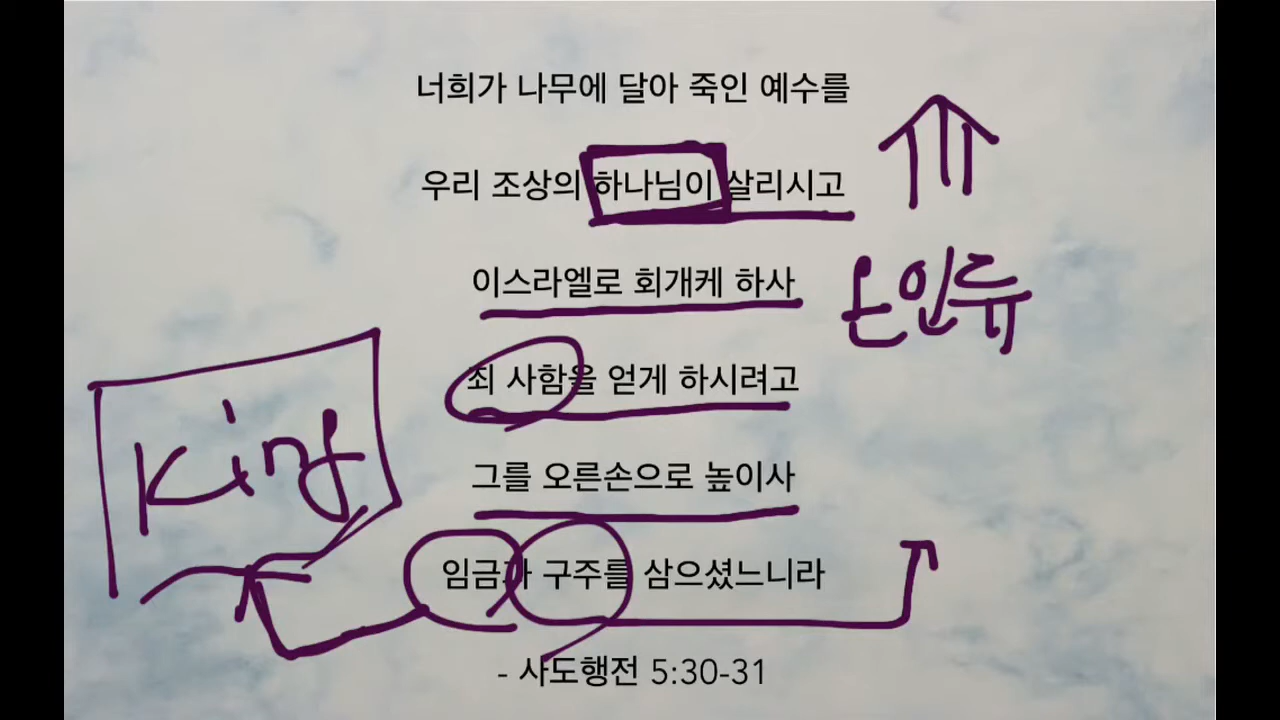 너희가 나무에 달아 죽인 예수를
우리 조상의 하나님이 살리시고
이스라엘로 회개케 하사
온인류
죄 사함을 얻게 하시려고
King
그를 오른손으로 높이사
임금과 구주를 삼으셨느니라
- 사도행전 5:30-31